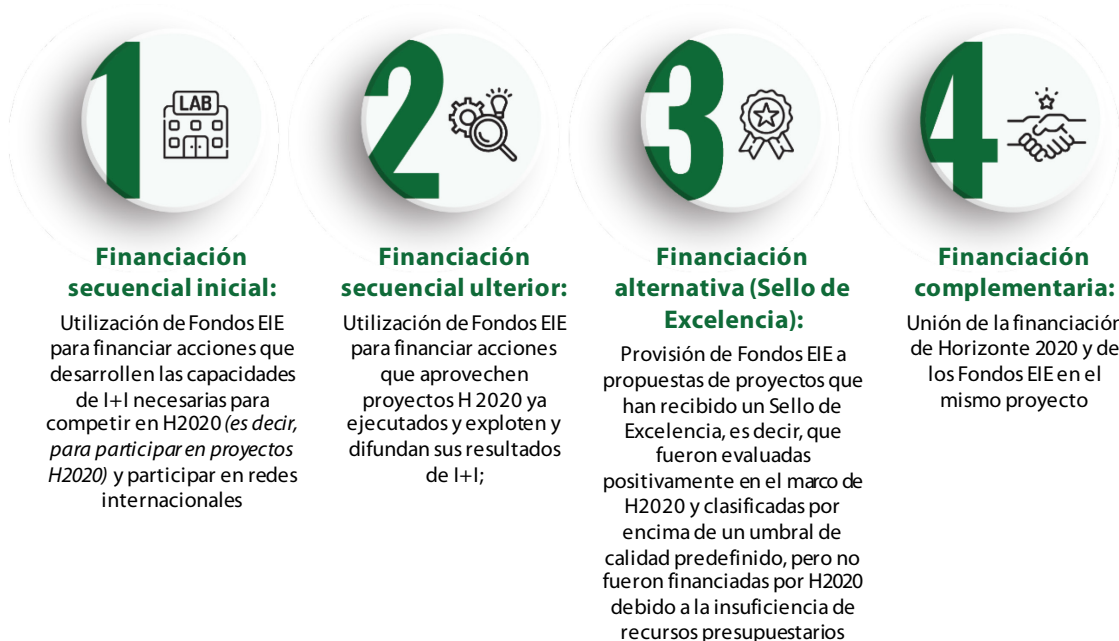 1
LAB
Financiación
secuencial inicial:
Utilización de Fondos EIE
para financiar acciones que
desarrollen las capacidades
de I+I necesarias para
competir en H2020 (es decir,
para participar en proyectos
H2020) y participar en redes
internacionales
2
Financiación
secuencial ulterior:
Utilización de Fondos EIE
para financiar acciones
que aprovechen
proyectos H 2020 ya
ejecutados y exploten y
difundan sus resultados
de I+I;
3
Financiación
alternativa (Sello de
Excelencia):
Provisión de Fondos EIE a
propuestas de proyectos que
han recibido un Sello de
Excelencia, es decir, que
fueron evaluadas
positivamente en el marco de
H2020 y clasificadas por
encima de un umbral de
calidad predefinido, pero no
fueron financiadas por H2020
debido a la insuficiencia de
recursos presupuestarios
4
Financiación
complementaria:
Unión de la financiación
de Horizonte 2020 y de
los Fondos EIE en el
mismo proyecto